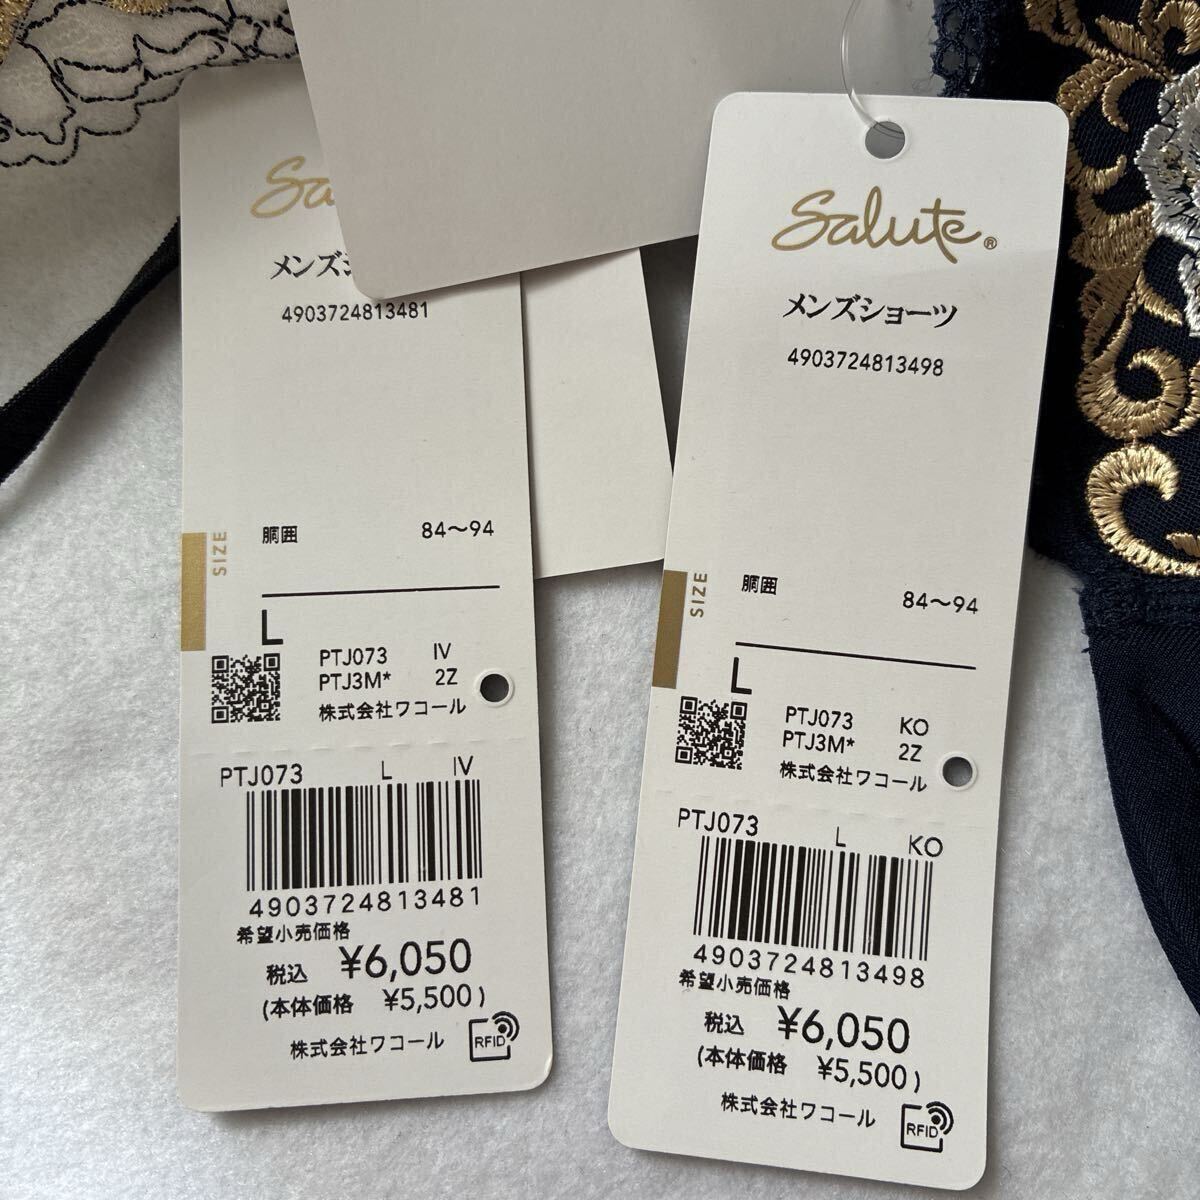 Sa
メンズシ
4903724813481
SIZE
胴囲 84〜94
L
PTJ073 IV
PTJ3M* 2Z
株式会社ワコール
PTJ073 L IV
4903724813481
希望小売価格
税込 ¥6,050
(本体価格 ¥5,500)
株式会社ワコール
RFID
Salute®
メンズショーツ
4903724813498
SIZE
胴囲 84〜94
L
PTJ073 KO
PTJ3M* 2Z
株式会社ワコール
PTJ073 L KO
4903724813498
希望小売価格
税込 ¥6,050
(本体価格 ¥5,500)
株式会社ワコール
RFID